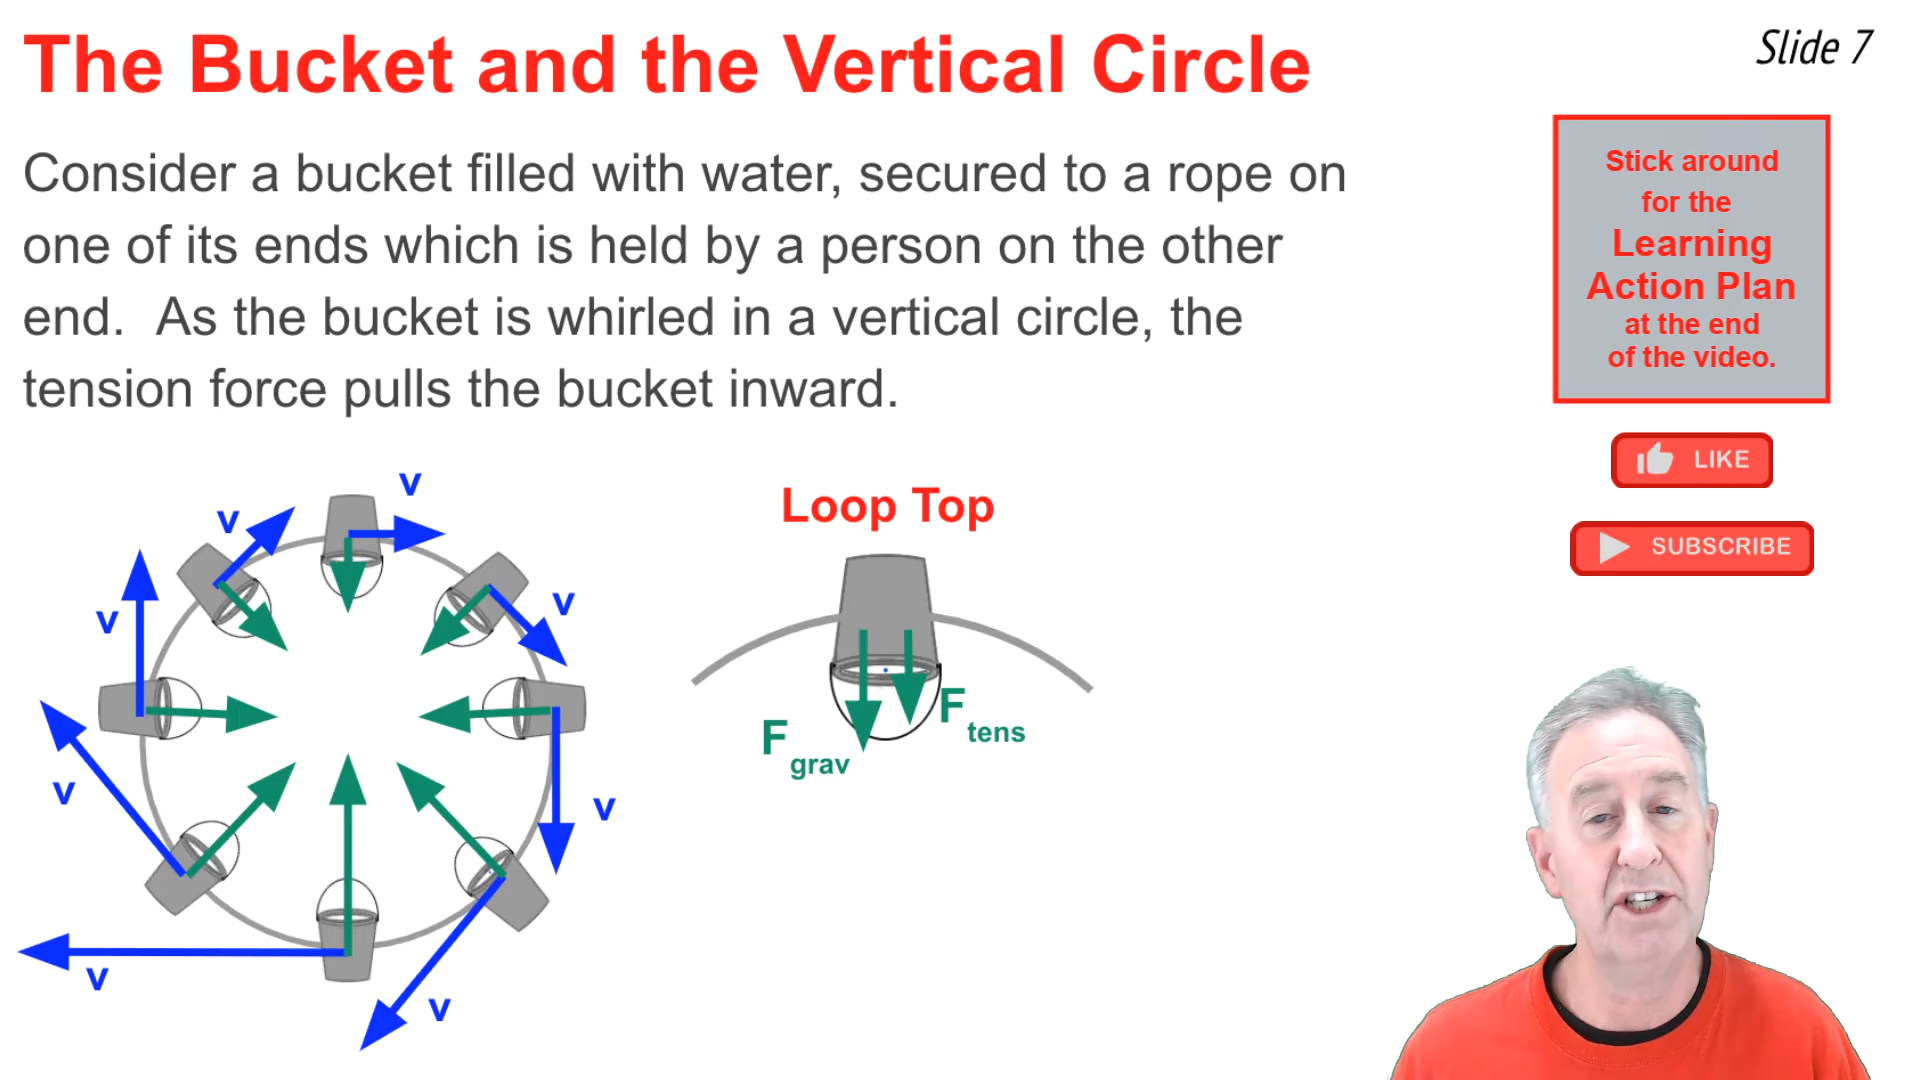 The Bucket and the Vertical Circle
Slide 7
Consider a bucket filled with water, secured to a rope on
one of its ends which is held by a person on the other
end.  As the bucket is whirled in a vertical circle, the
tension force pulls the bucket inward.
Stick around
for the
Learning
Action Plan
at the end
of the video.
LIKE
SUBSCRIBE
v
v
v
v
v
v
v
v
Loop Top
F grav
F tens